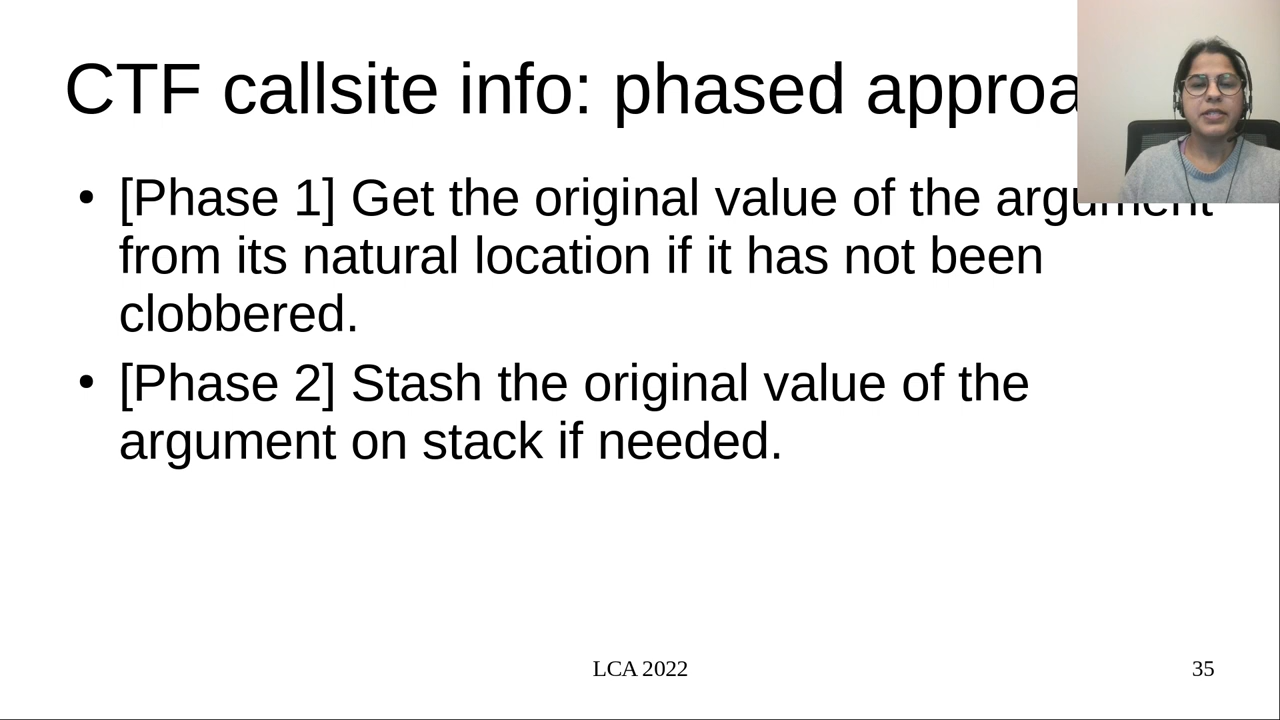 CTF callsite info: phased approa
• [Phase 1] Get the original value of the argument
from its natural location if it has not been
clobbered.
• [Phase 2] Stash the original value of the
argument on stack if needed.
LCA 2022
35